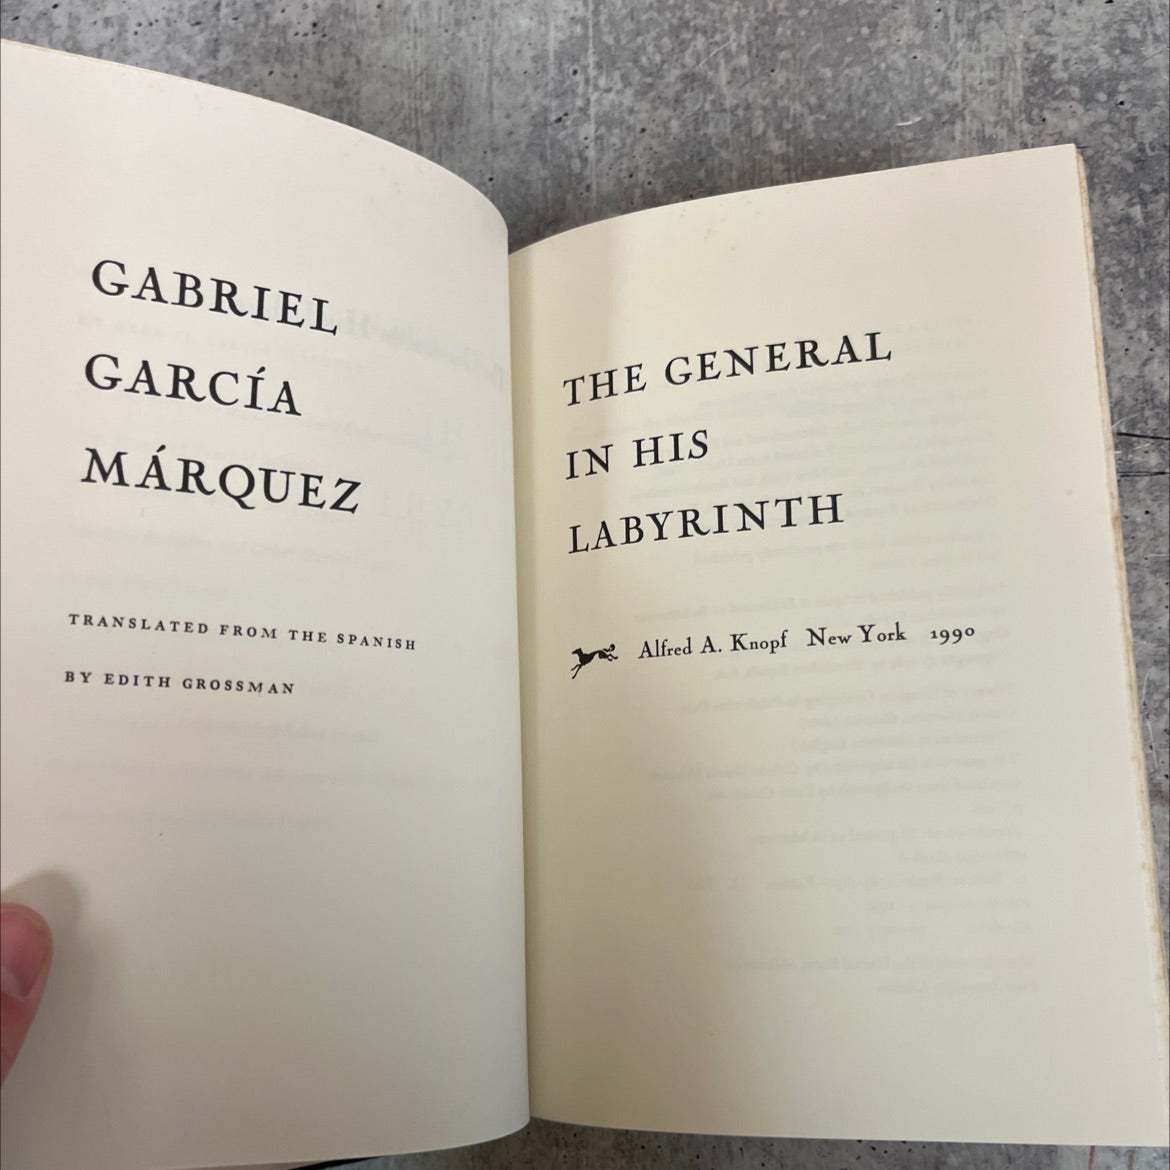 GABRIEL
GARCÍA
MÁRQUEZ
TRANSLATED FROM THE SPANISH
BY EDITH GROSSMAN
THE GENERAL
IN HIS
LABYRINTH
Alfred A. Knopf New York 1990